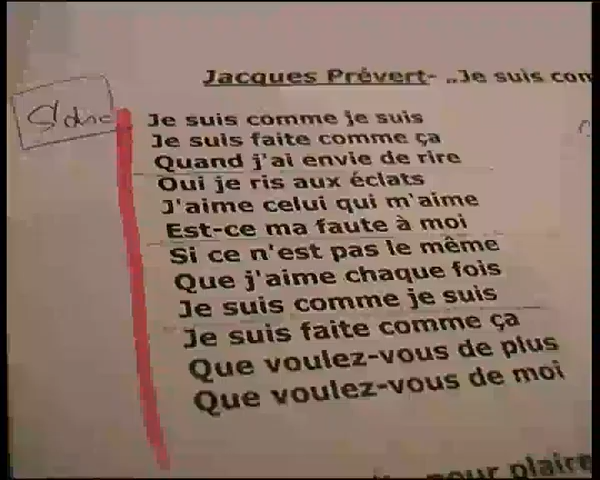 Jacques Prévert- „Je suis com
Je suis comme je suis
Je suis faite comme ça
Quand j'ai envie de rire
Oui je ris aux éclats
J'aime celui qui m'aime
Est-ce ma faute à moi
Si ce n'est pas le même
Que j'aime chaque fois
Je suis comme je suis
Je suis faite comme ça
Que voulez-vous de plus
Que voulez-vous de moi
pour plaire